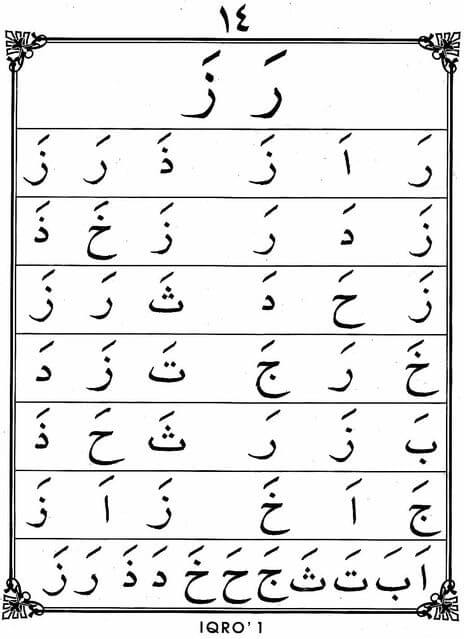 ١٤
رَ زَ
رَ اَ زَ ذَ رَ زَ
زَ دَ رَ زَ خَ ذَ
زَ حَ دَ ثَ رَ زَ
خَ رَ جَ تَ زَ دَ
بَ زَ رَ ثَ حَ ذَ
جَ اَ خَ زَ اَ زَ
اَ بَ تَ ثَ جَ حَ خَ دَ ذَ رَ زَ
IQRO' 1